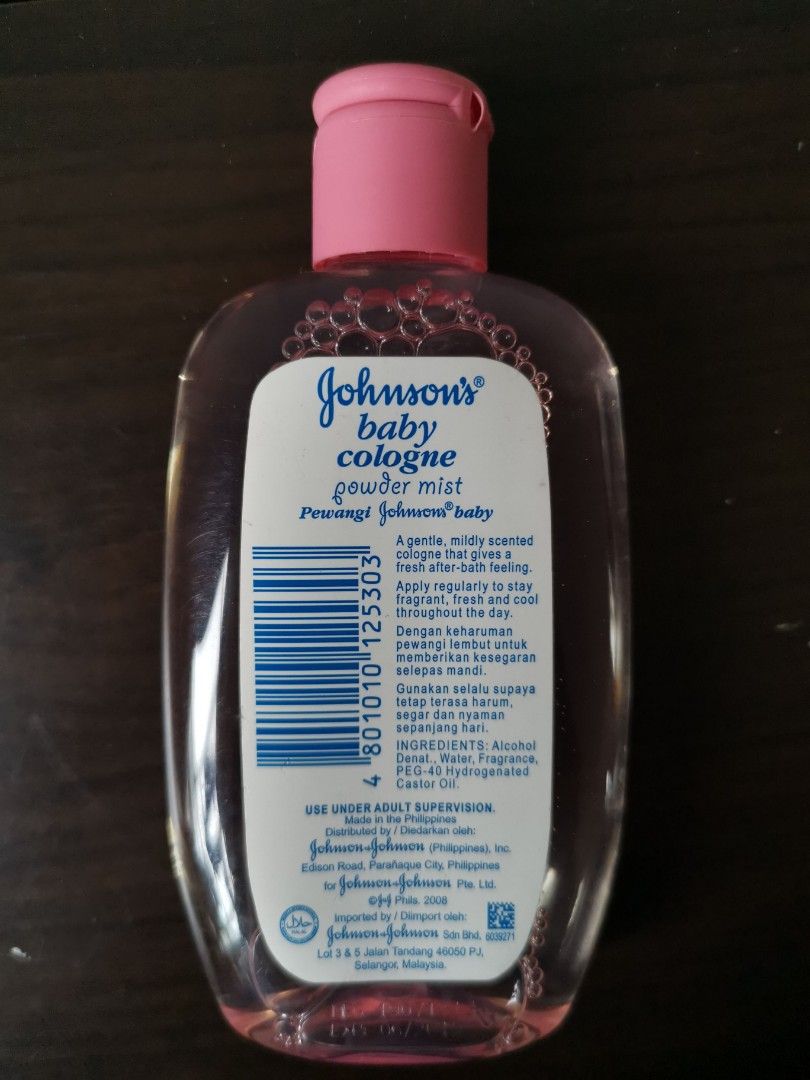 Johnson's®
baby
cologne
powder mist
Pewangi Johnson's® baby
A gentle, mildly scented
cologne that gives a
fresh after-bath feeling.
Apply regularly to stay
fragrant, fresh and cool
throughout the day.
Dengan keharuman
pewangi lembut untuk
memberikan kesegaran
selepas mandi.
Gunakan selalu supaya
tetap terasa harum,
segar dan nyaman
sepanjang hari.
INGREDIENTS: Alcohol
Denat., Water, Fragrance,
PEG-40 Hydrogenated
Castor Oil.
4 801010 125303
USE UNDER ADULT SUPERVISION.
Made in the Philippines
Distributed by / Diedarkan oleh:
Johnson+Johnson (Philippines), Inc.
Edison Road, Parañaque City, Philippines
for Johnson+Johnson Pte. Ltd.
©J+J Phils. 2008
Imported by / Diimport oleh:
Johnson+Johnson Sdn Bhd. 6039271
Lot 3 & 5 Jalan Tandang 46050 PJ,
Selangor, Malaysia.
حلال
HALAL